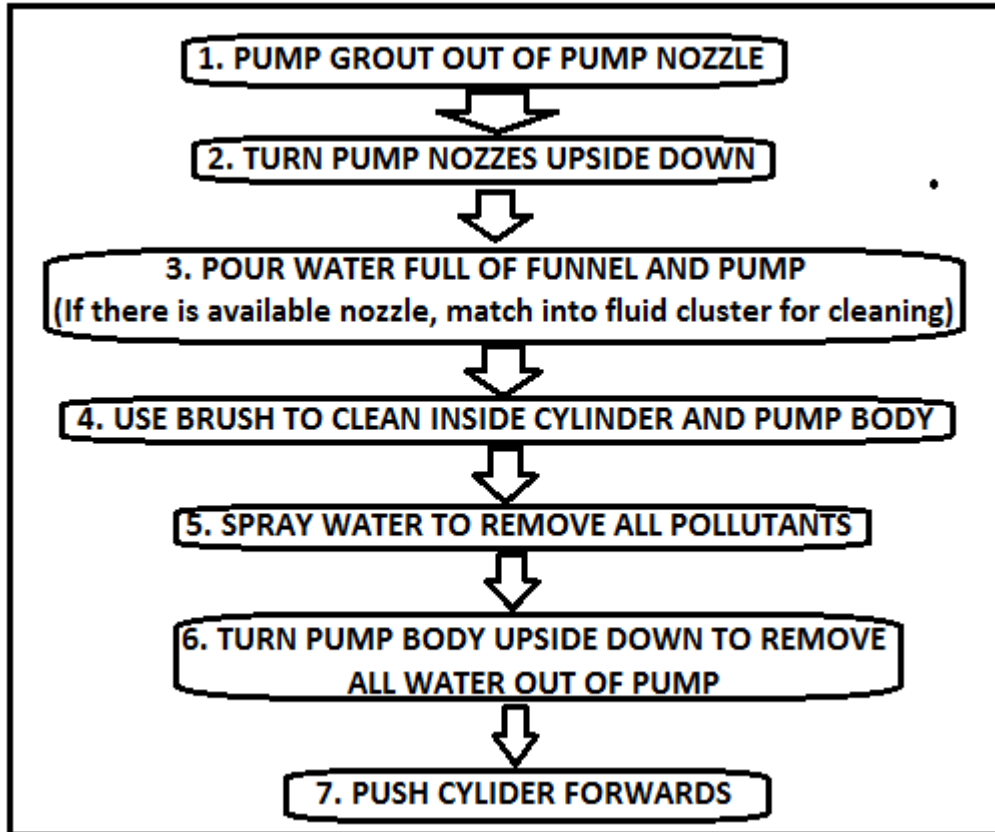 1. PUMP GROUT OUT OF PUMP NOZZLE
2. TURN PUMP NOZZES UPSIDE DOWN
3. POUR WATER FULL OF FUNNEL AND PUMP
(If there is available nozzle, match into fluid cluster for cleaning)
4. USE BRUSH TO CLEAN INSIDE CYLINDER AND PUMP BODY
5. SPRAY WATER TO REMOVE ALL POLLUTANTS
6. TURN PUMP BODY UPSIDE DOWN TO REMOVE
ALL WATER OUT OF PUMP
7. PUSH CYLIDER FORWARDS